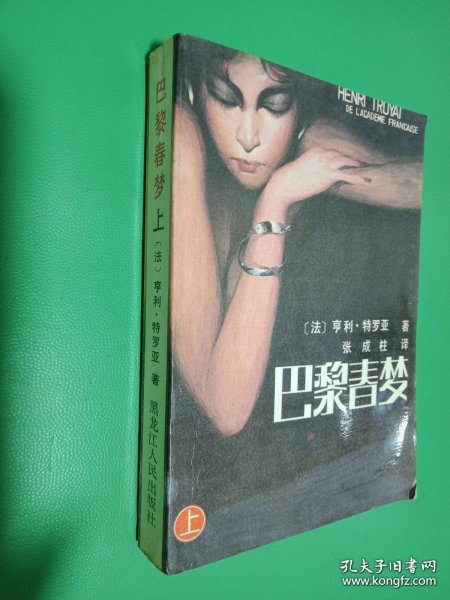 巴黎春梦 上 〔法〕亨利·特罗亚 著 黑龙江人民出版社
HENRI TROYAT
DE L'ACADEMIE FRANCAISE
〔法〕亨利·特罗亚 著
张成柱 译
巴黎春梦
上
孔夫子旧书网
www.kongfz.com